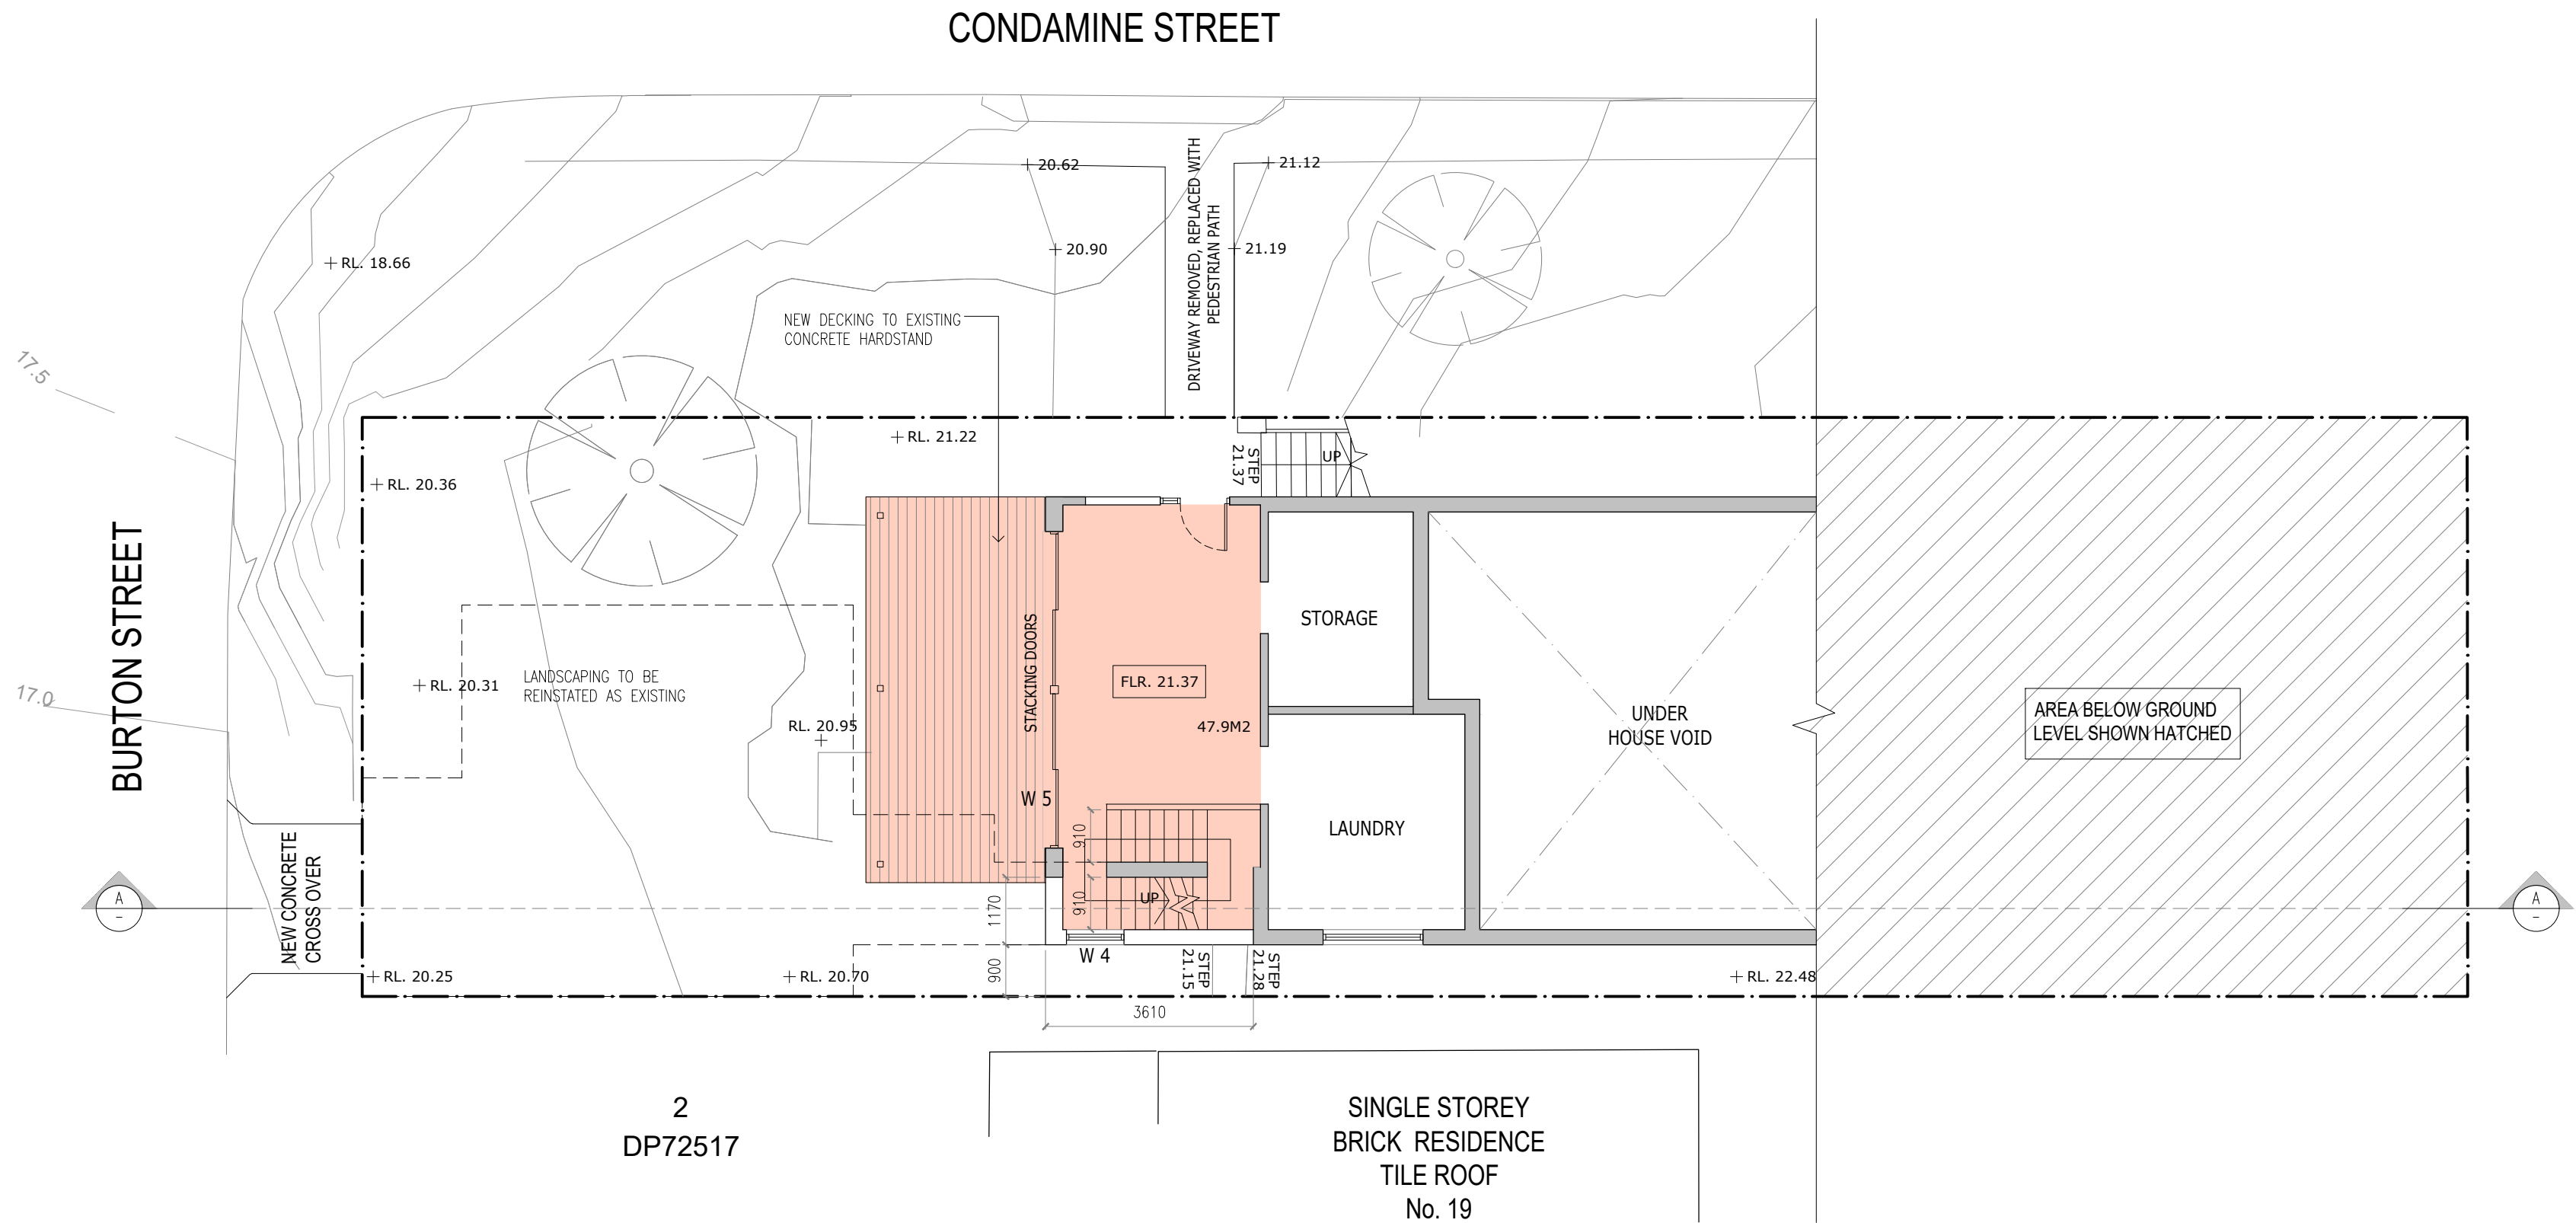 CONDAMINE STREET
20.62
21.12
DRIVEWAY REMOVED, REPLACED WITH
PEDESTRIAN PATH
20.90
21.19
RL. 18.66
NEW DECKING TO EXISTING
CONCRETE HARDSTAND
17.5
RL. 21.22
STEP
21.37
UP
RL. 20.36
BURTON STREET
STORAGE
STACKING DOORS
FLR. 21.37
RL. 20.31
LANDSCAPING TO BE
REINSTATED AS EXISTING
17.0
RL. 20.95
47.9M2
UNDER
HOUSE VOID
AREA BELOW GROUND
LEVEL SHOWN HATCHED
W 5
910
LAUNDRY
NEW CONCRETE
CROSS OVER
A
-
1170
910
UP
A
-
W 4
900
STEP
21.15
STEP
21.28
RL. 20.25
RL. 20.70
RL. 22.48
3610
2
DP72517
SINGLE STOREY
BRICK RESIDENCE
TILE ROOF
No. 19